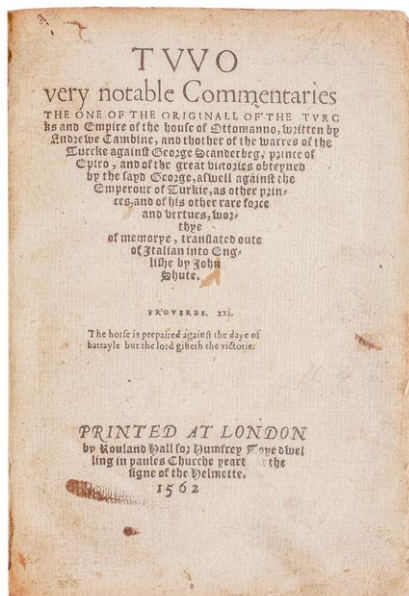 TVVO
very notable Commentaries
THE ONE OF THE ORIGINALL OF THE TVRC
ks and Empire of the house of Ottomanno, written by
Andrewe Cambine, and thother of the warres of the
Turcke against George Scanderbeg, prince of
Epiro, and of the great victories obteyned
by the sayd George, aswell against the
Emperour of Turkie, as other prin-
ces, and of his other rare force
and vertues, wor-
thye
of memorye, translated oute
of Italian into Eng-
lishe by John
Shute.
PROVERBE. xxi.
The horse is prepaired against the daye of
battayle but the lord giveth the victorie.
PRINTED AT LONDON
by Rouland Hall for Humfrey Toye dwel
ling in paules Churche yearde the
signe of the Helmette.
1562